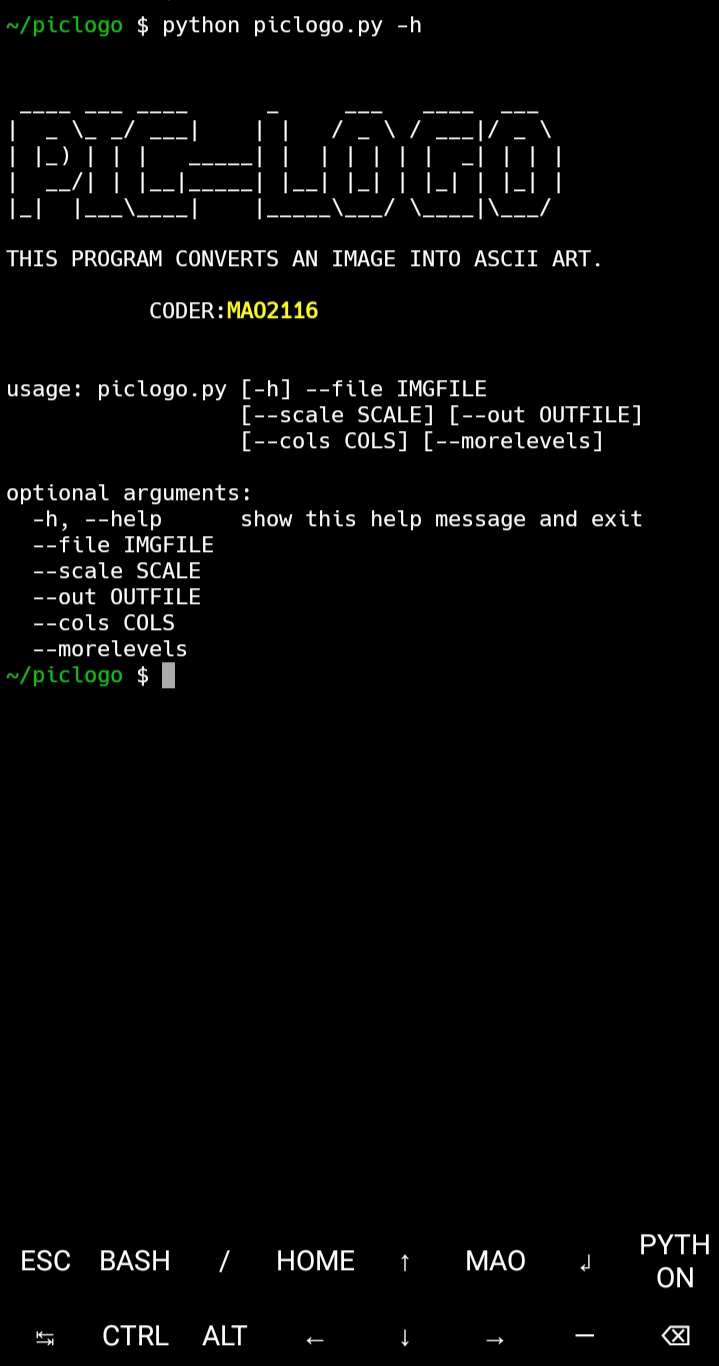 ~/piclogo $ python piclogo.py -h
 ____ ___ ____      _     ___   ____  ___
|  _ \_ _/ ___|    | |   / _ \ / ___|/ _ \
| |_) | | |   _____| |  | | | | |  _| | | |
|  __/| | |__|_____| |__| |_| | |_| | |_| |
|_|  |___\____|    |_____\___/ \____|\___/
THIS PROGRAM CONVERTS AN IMAGE INTO ASCII ART.
CODER:MAO2116
usage: piclogo.py [-h] --file IMGFILE
[--scale SCALE] [--out OUTFILE]
[--cols COLS] [--morelevels]
optional arguments:
-h, --help show this help message and exit
--file IMGFILE
--scale SCALE
--out OUTFILE
--cols COLS
--morelevels
~/piclogo $
ESC BASH / HOME ↑ MAO ↲ PYTH
ON
↹ CTRL ALT ← ↓ → — ⌫